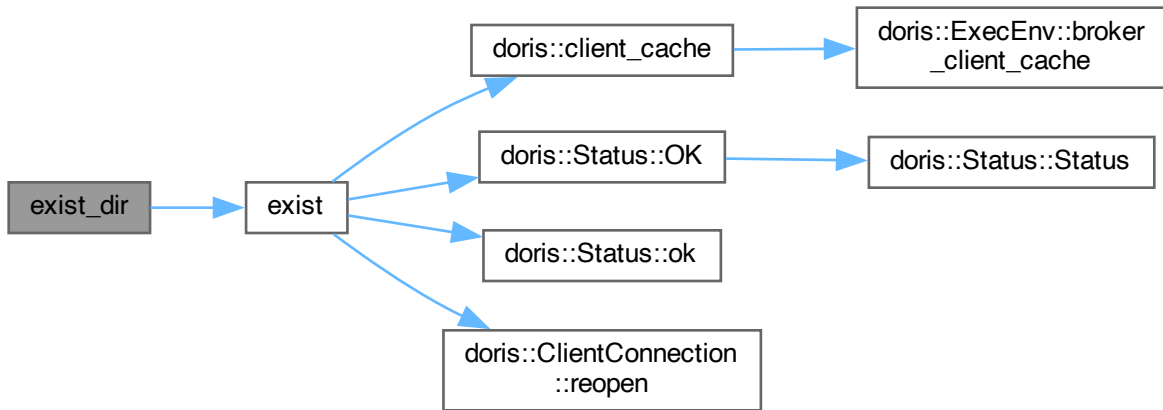 exist_dir
exist
doris::client_cache
doris::ExecEnv::broker
_client_cache
doris::Status::OK
doris::Status::Status
doris::Status::ok
doris::ClientConnection
::reopen